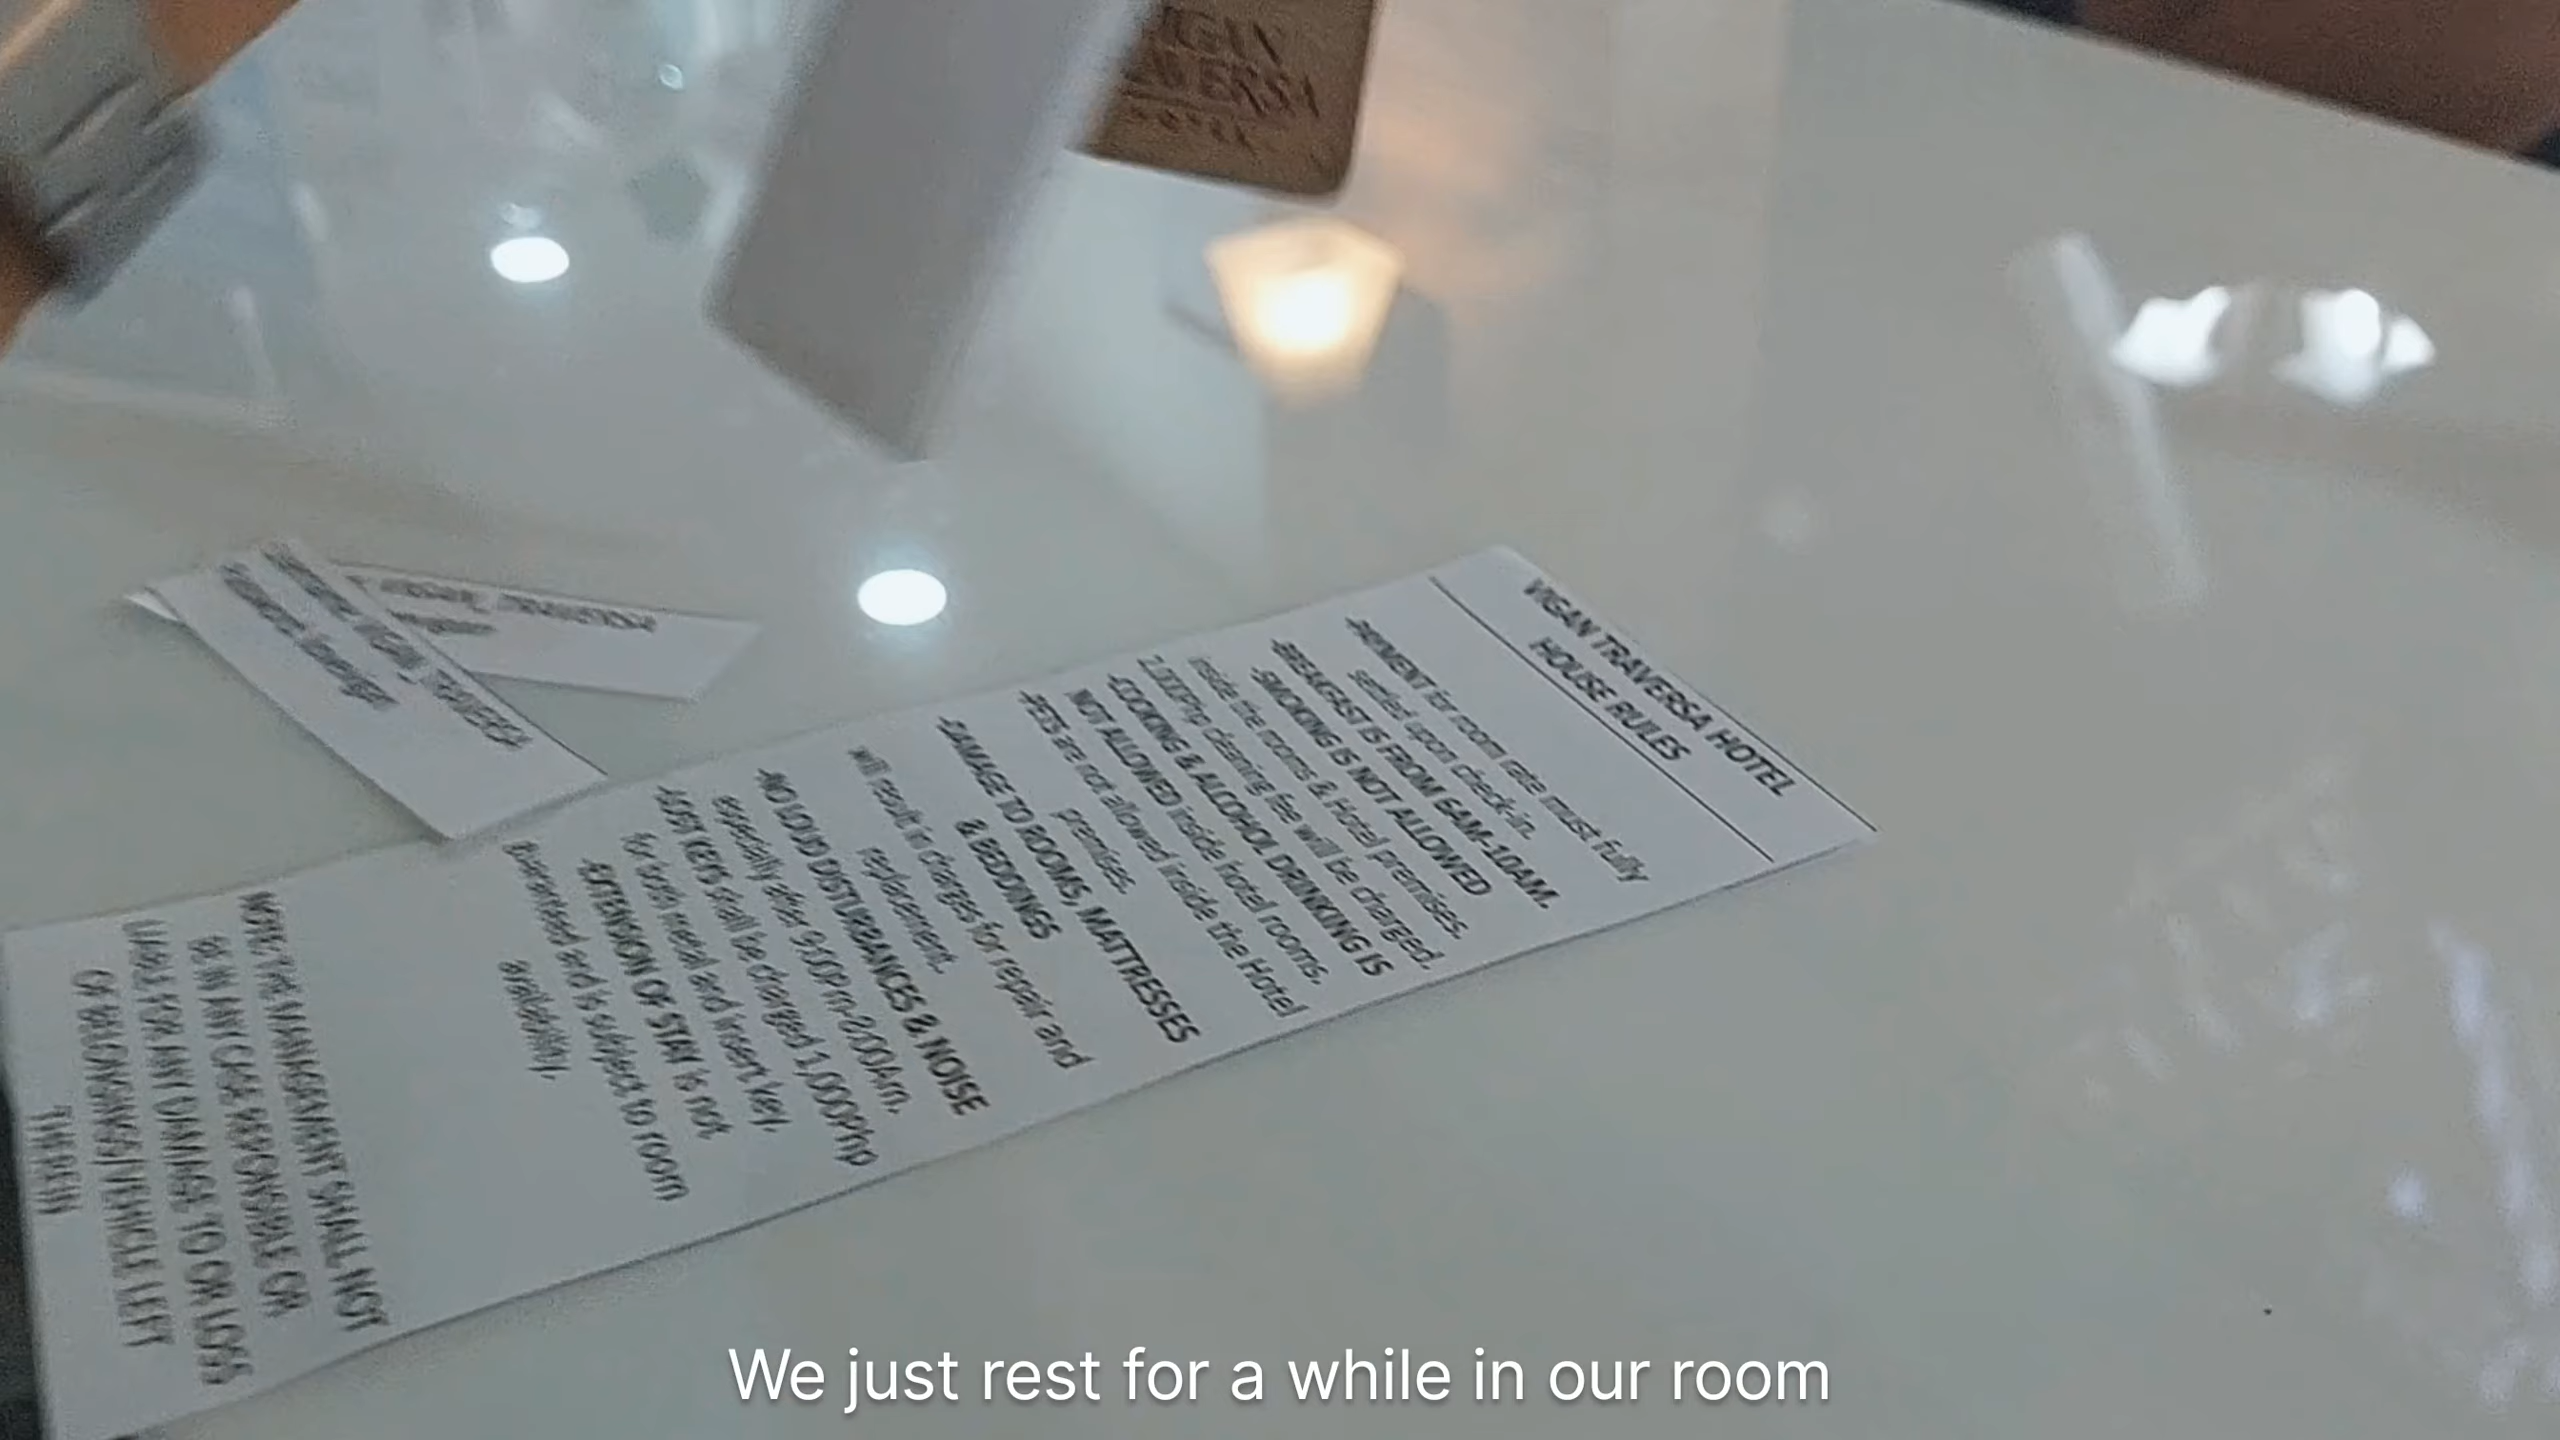 VIGAN TRAVERSA HOTEL
HOUSE RULES
-PAYMENT for room rate must fully
settled upon check-in.
-BREAKFAST IS FROM 6AM-10AM.
-SMOKING IS NOT ALLOWED
inside the rooms & Hotel premises.
2,000Php cleaning fee will be charged.
-COOKING & ALCOHOL DRINKING IS
NOT ALLOWED inside hotel rooms.
-PETS are not allowed inside the Hotel
premises.
-DAMAGE TO ROOMS, MATTRESSES
& BEDDINGS
will result in charges for repair and
replacement.
-NO LOUD DISTURBANCES & NOISE
especially after 9:00Pm-8:00Am.
-LOST KEYS shall be charged 1,000Php
for both metal and insert key.
-EXTENSION OF STAY is not
guaranteed and is subject to room
availability.
NOTE: THE MANAGEMENT SHALL NOT
BE IN ANY CASE RESPONSIBLE OR
LIABLE FOR ANY DAMAGE TO OR LOSS
OF BELONGINGS/VEHICLE LEFT
THEREIN
We just rest for a while in our room